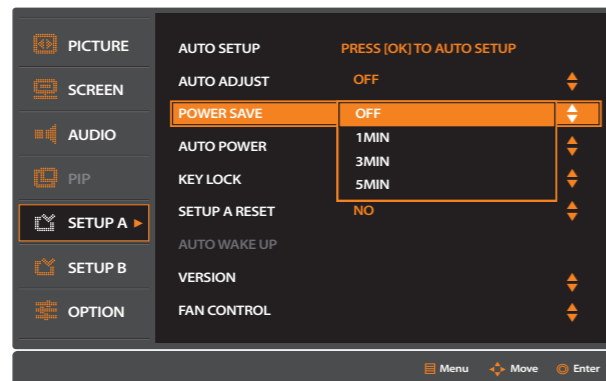 PICTURE
SCREEN
AUDIO
PIP
SETUP A
SETUP B
OPTION
AUTO SETUP PRESS [OK] TO AUTO SETUP
AUTO ADJUST OFF
POWER SAVE OFF
1MIN
AUTO POWER
3MIN
KEY LOCK
5MIN
SETUP A RESET NO
AUTO WAKE UP
VERSION
FAN CONTROL
Menu Move Enter